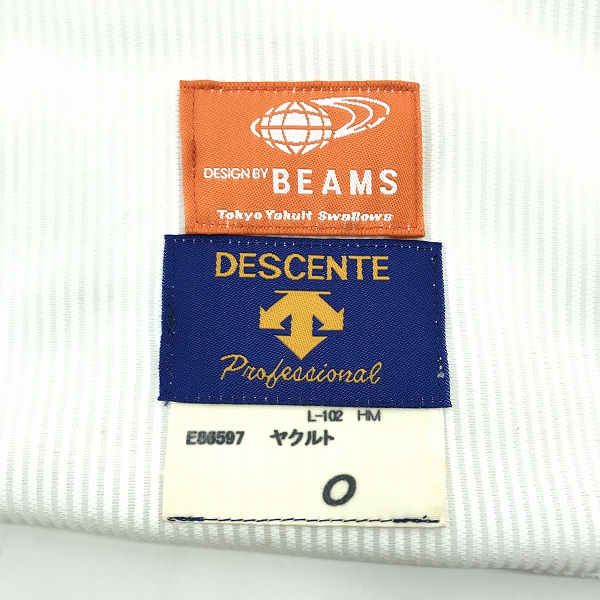 DESIGN BY BEAMS
Tokyo Yakult Swallows
DESCENTE
Professional
L-102 HM
E86597 ヤクルト
O